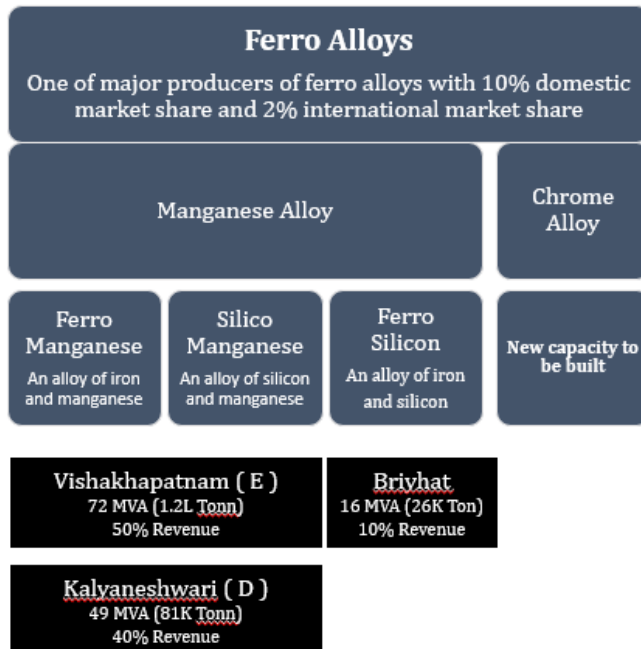 Ferro Alloys
One of major producers of ferro alloys with 10% domestic
market share and 2% international market share
Manganese Alloy
Chrome
Alloy
Ferro
Manganese
An alloy of iron
and manganese
Silico
Manganese
An alloy of silicon
and manganese
Ferro
Silicon
An alloy of iron
and silicon
New capacity to
be built
Vishakhapatnam ( E )
72 MVA (1.2L Tonn)
50% Revenue
Briyhat
16 MVA (26K Ton)
10% Revenue
Kalyaneshwari ( D )
49 MVA (81K Tonn)
40% Revenue